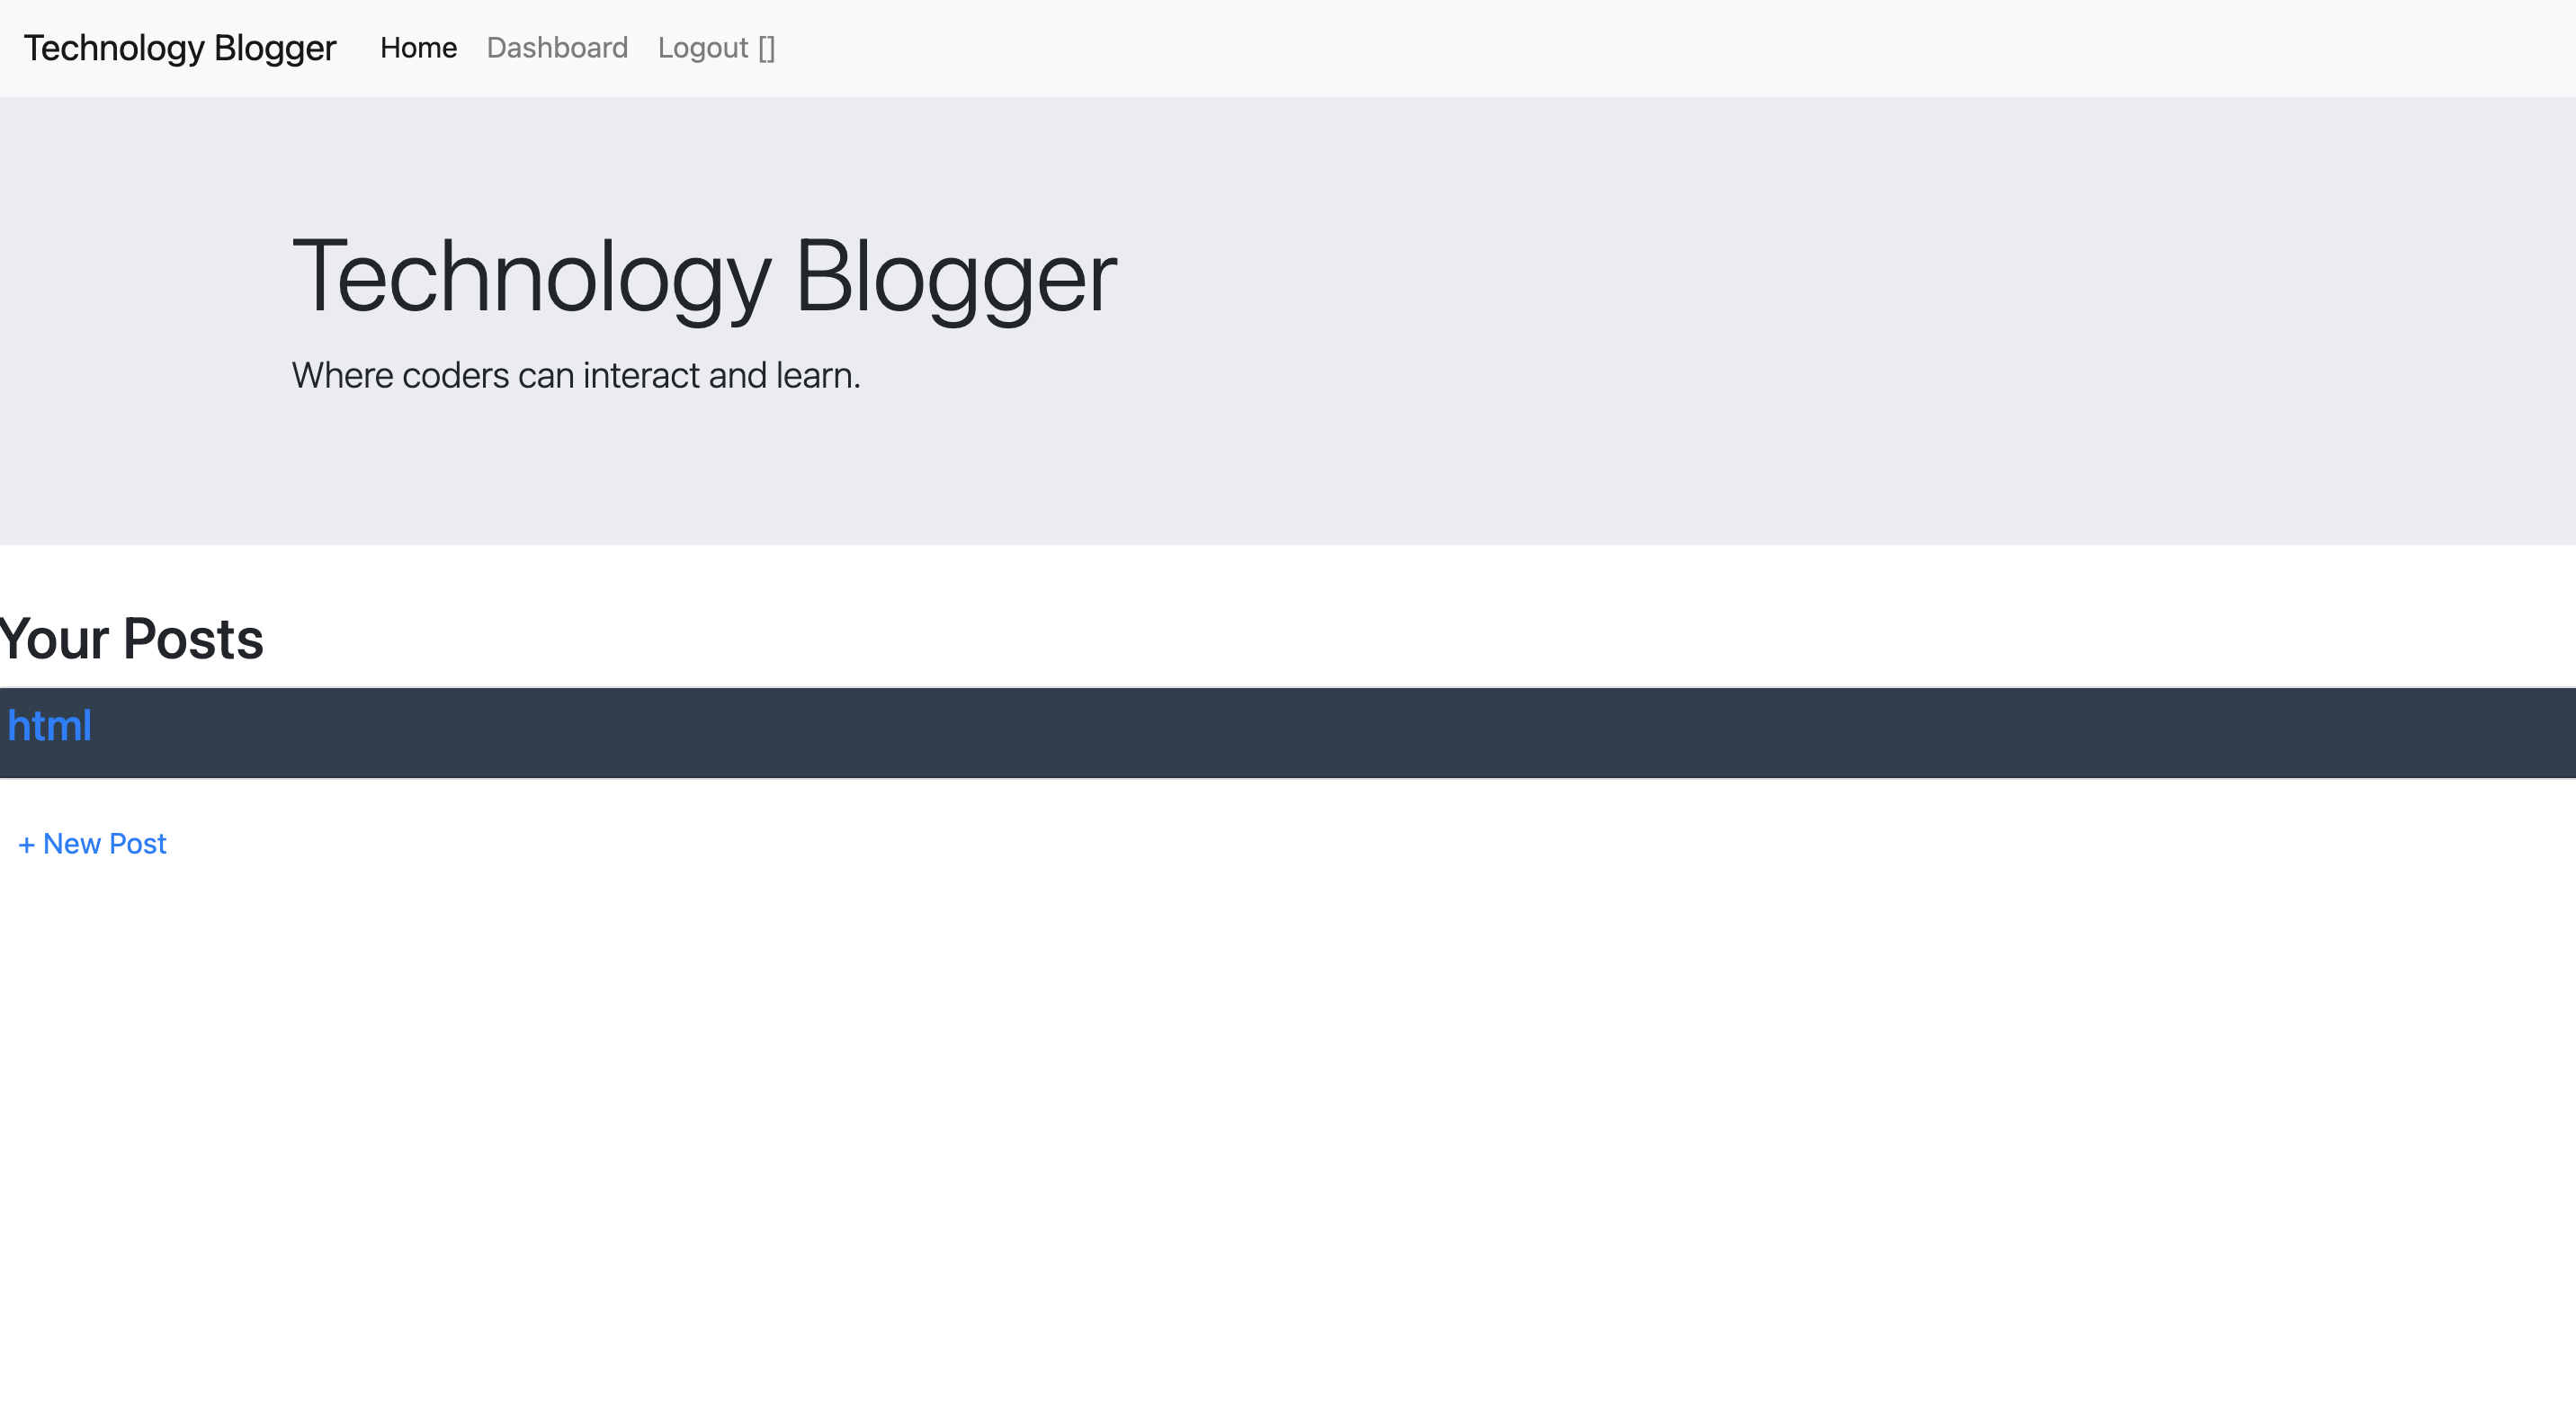 Technology Blogger Home Dashboard Logout []
Technology Blogger
Where coders can interact and learn.
Your Posts
html
+ New Post